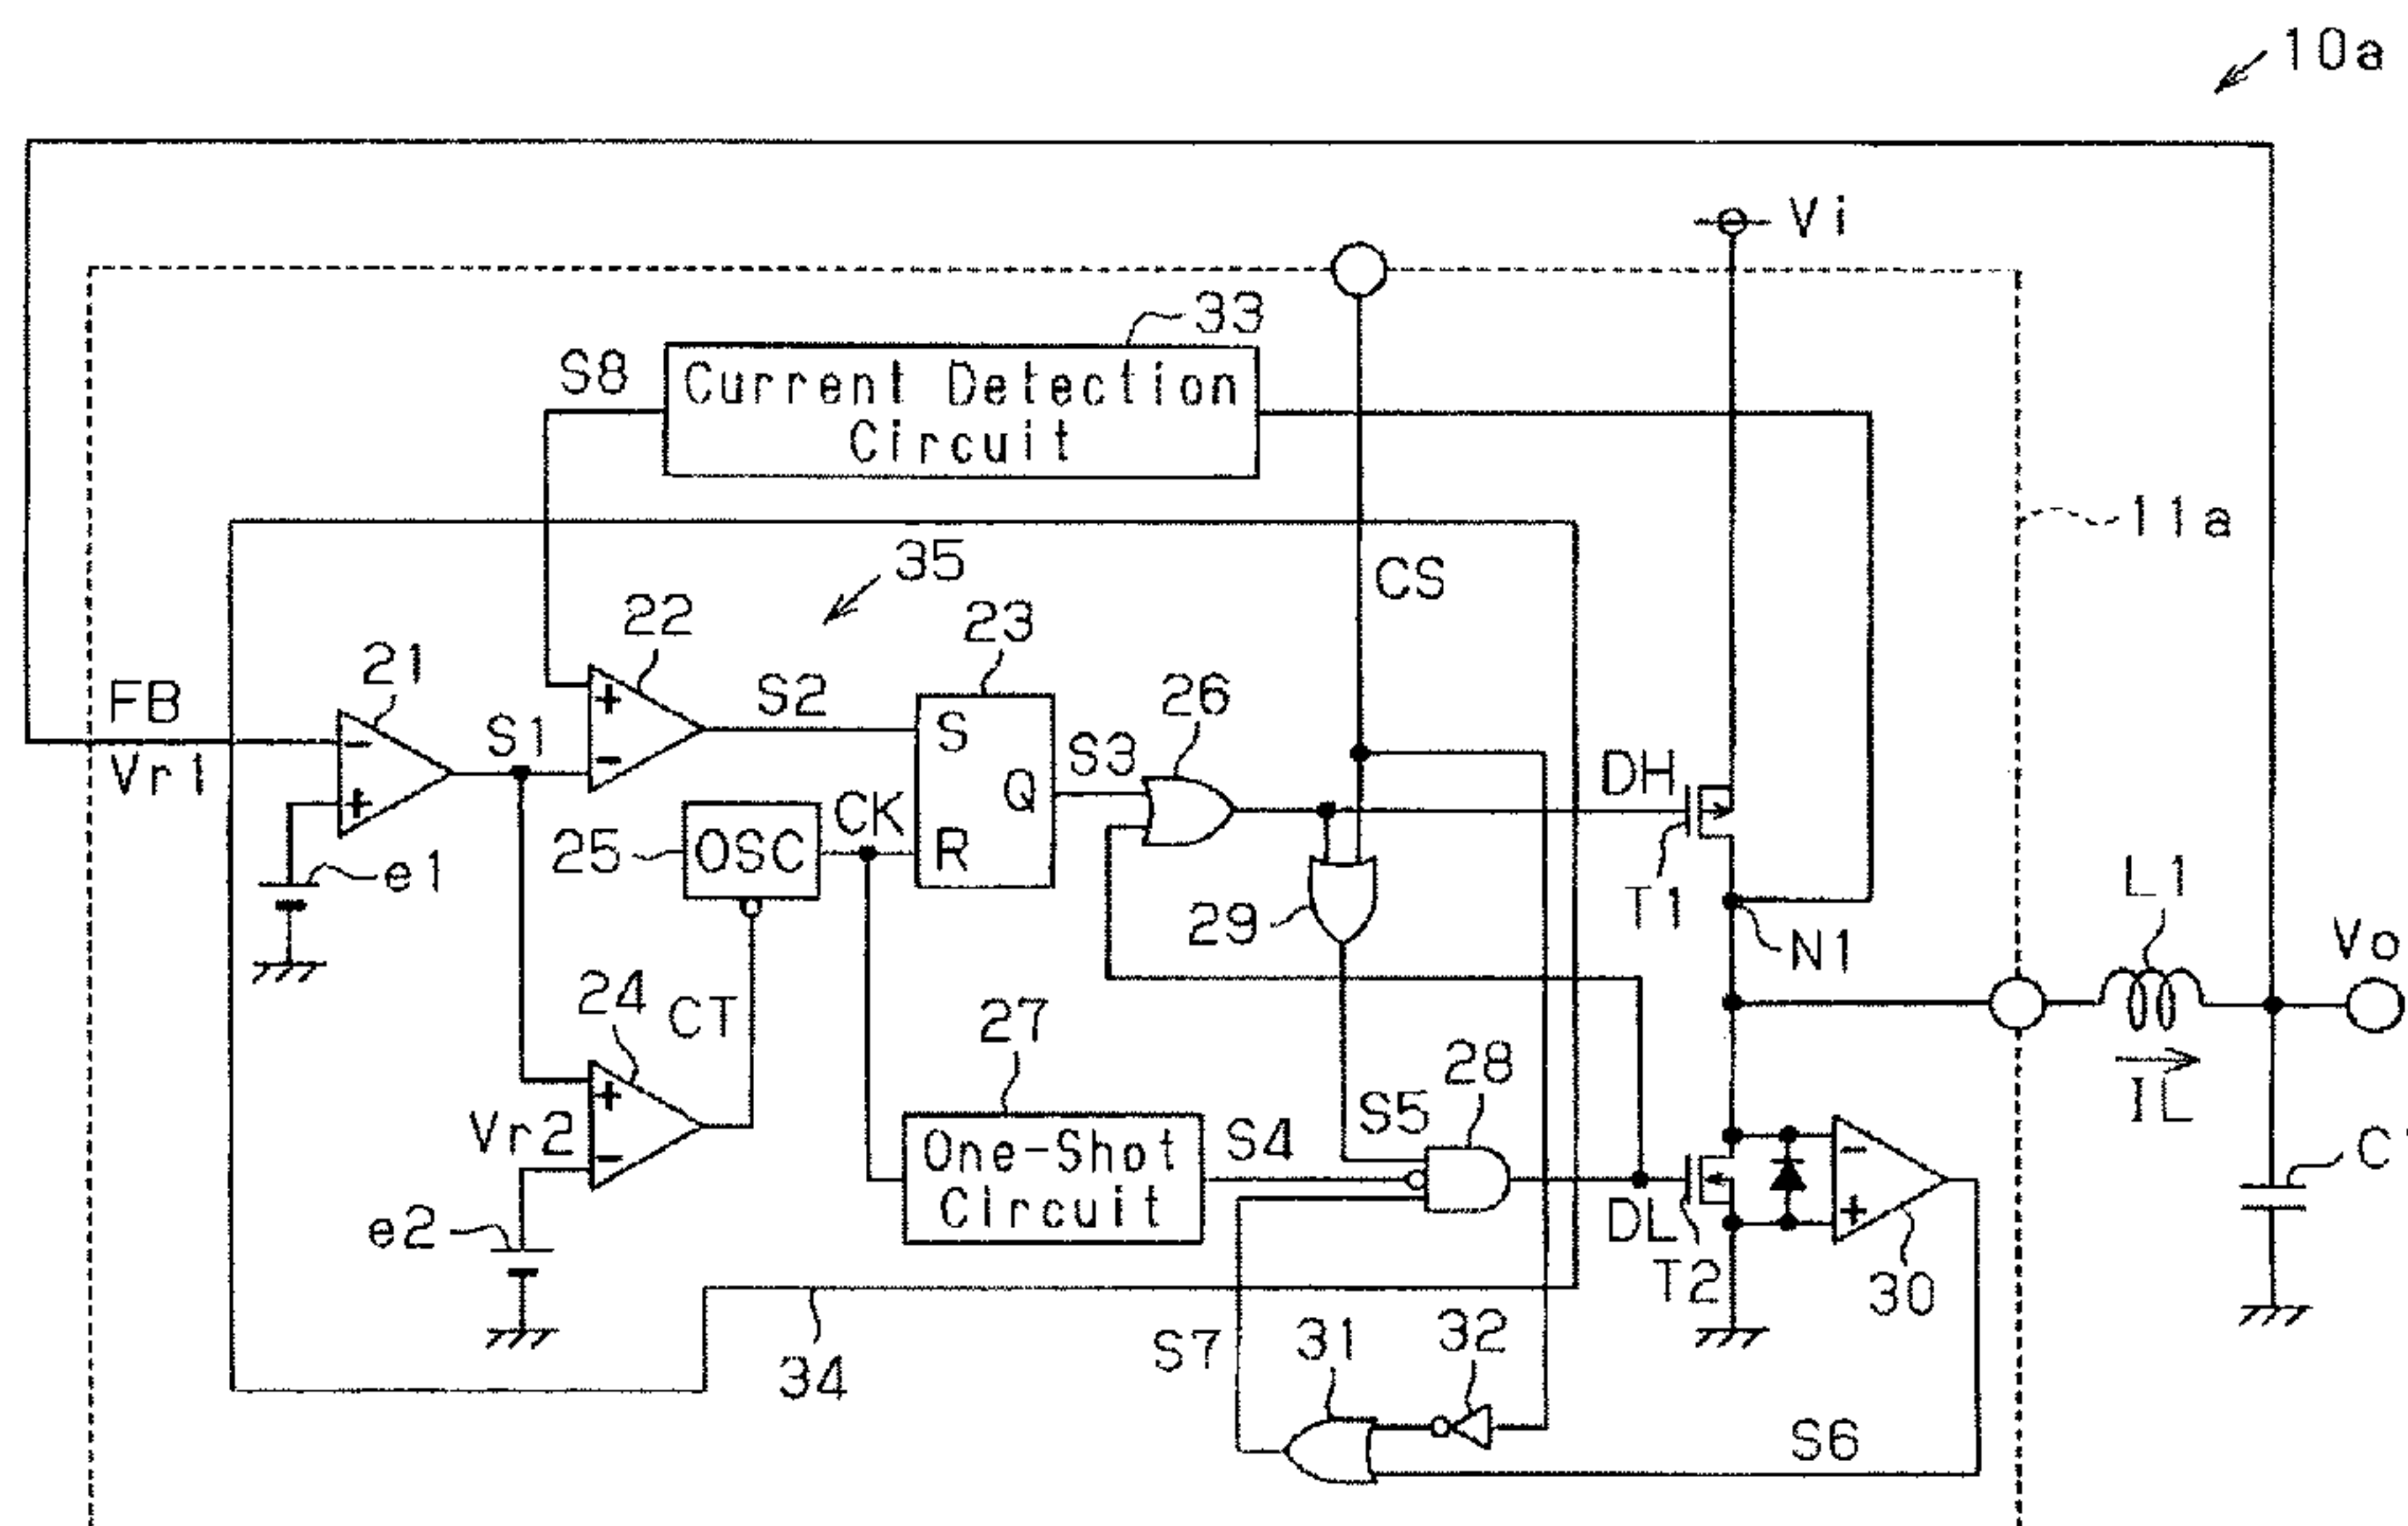 10a
Vi
33
S8
Current Detection
Circuit
11a
CS
35
22
23
21
FB
S1
S2
S
26
S3
DH
Vr1
+
-
Q
CK
25
OSC
R
e1
T1
L1
29
N1
Vo
24
CT
27
28
IL
Vr2
S5
One-Shot
Circuit
S4
C
e2
DL
T2
30
34
S7
31
32
S6